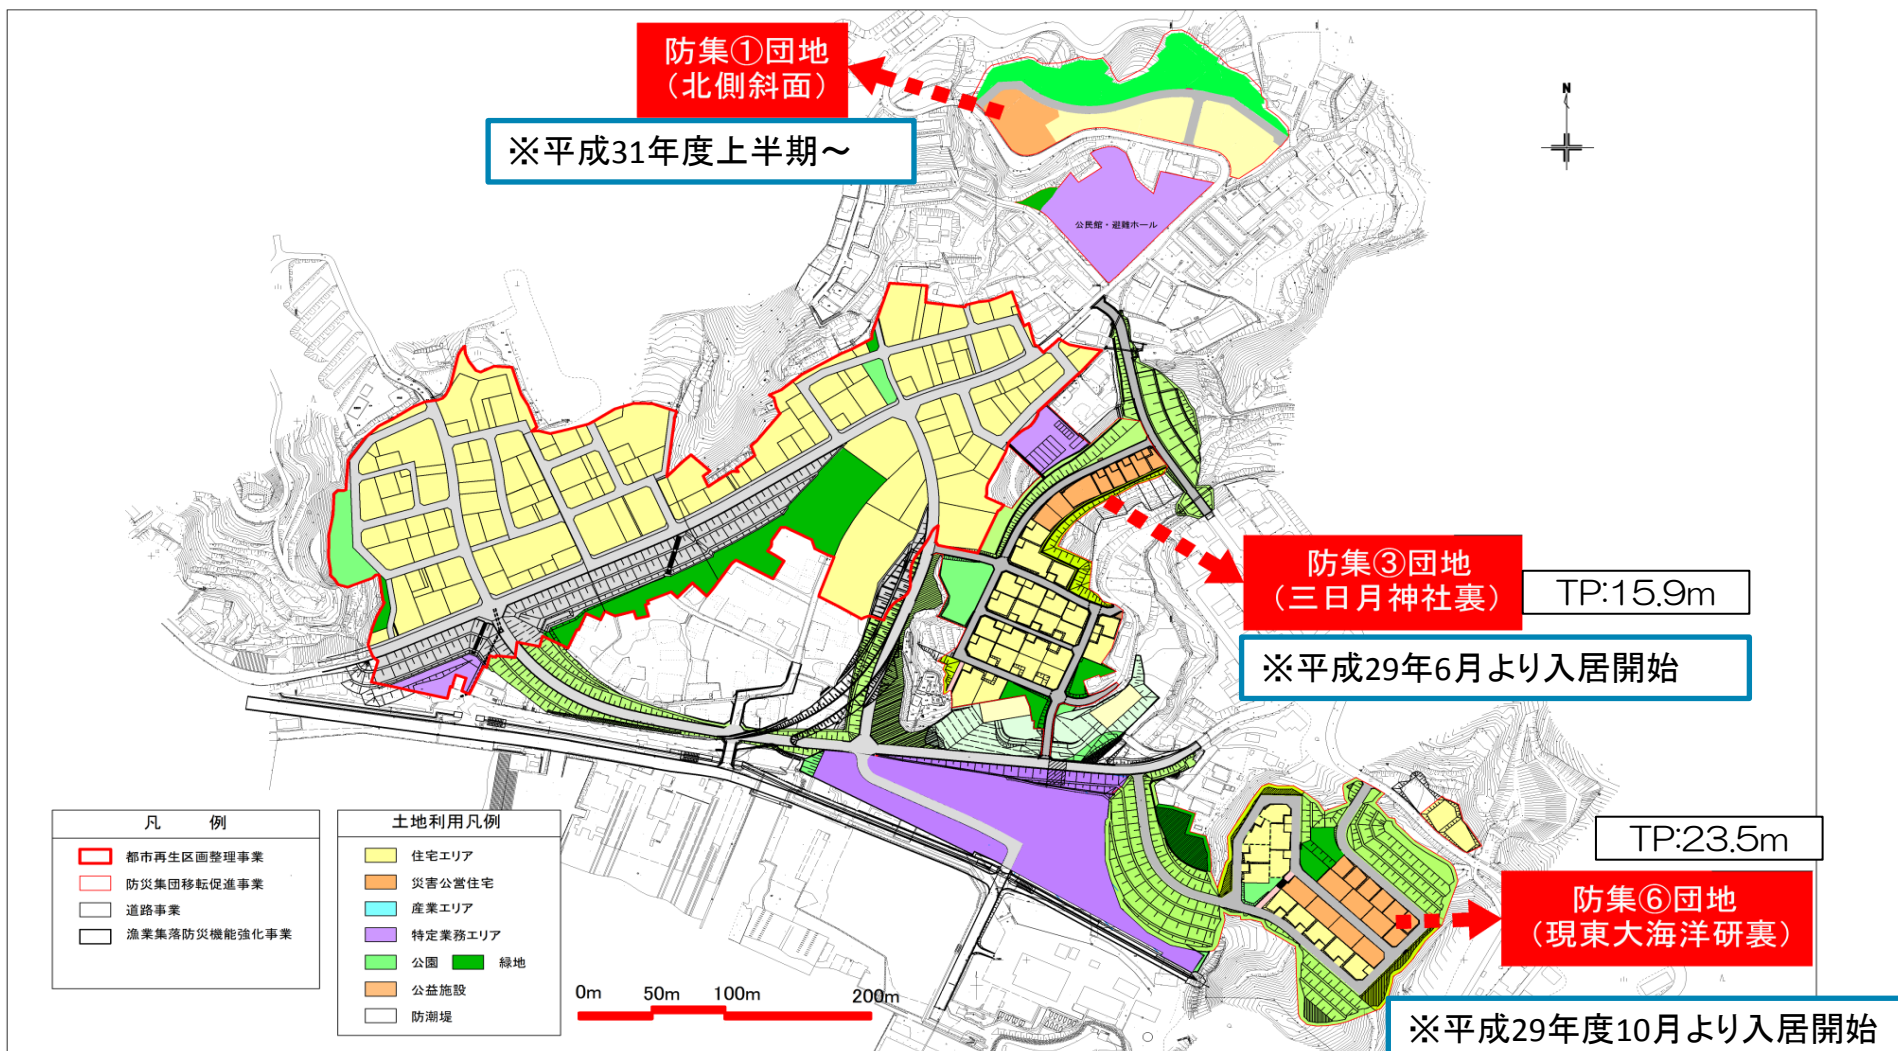 防集①団地
（北側斜面）
※平成31年度上半期～
N
公民館・避難ホール
防集③団地
（三日月神社裏）
TP:15.9m
※平成29年6月より入居開始
TP:23.5m
防集⑥団地
（現東大海洋研裏）
※平成29年度10月より入居開始
凡　例
都市再生区画整理事業
防災集団移転促進事業
道路事業
漁業集落防災機能強化事業
土地利用凡例
住宅エリア
災害公営住宅
産業エリア
特定業務エリア
公園 緑地
公益施設
防潮堤
0m 50m 100m 200m